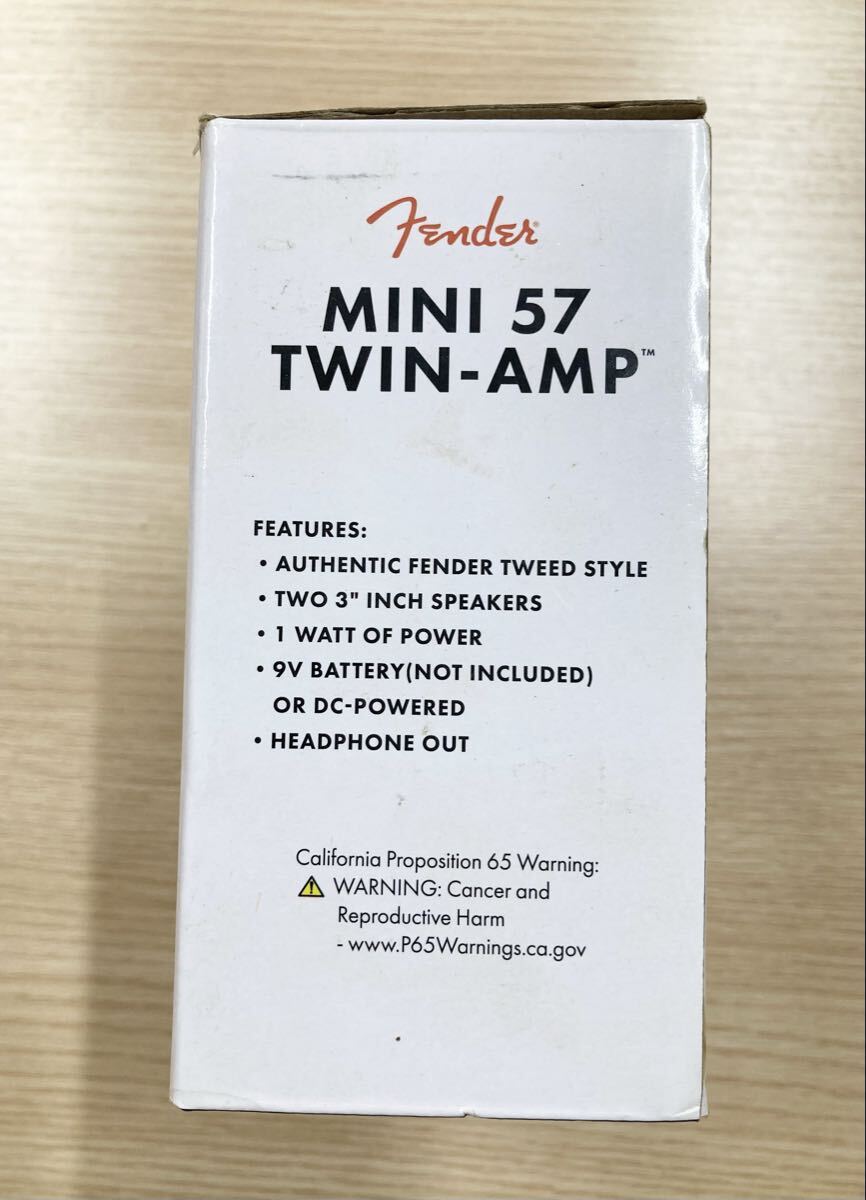 Fender®
MINI 57
TWIN-AMP™
FEATURES:
• AUTHENTIC FENDER TWEED STYLE
• TWO 3" INCH SPEAKERS
• 1 WATT OF POWER
• 9V BATTERY(NOT INCLUDED)
OR DC-POWERED
• HEADPHONE OUT
California Proposition 65 Warning:
⚠ WARNING: Cancer and
Reproductive Harm
- www.P65Warnings.ca.gov